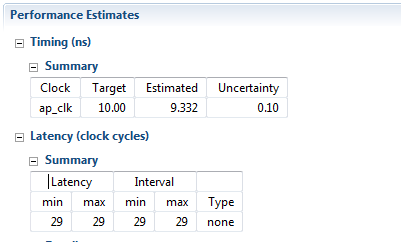 Performance Estimates
Timing (ns)
Summary
Clock Target Estimated Uncertainty
ap_clk 10.00 9.332 0.10
Latency (clock cycles)
Summary
Latency Interval
min max min max Type
29 29 29 29 none